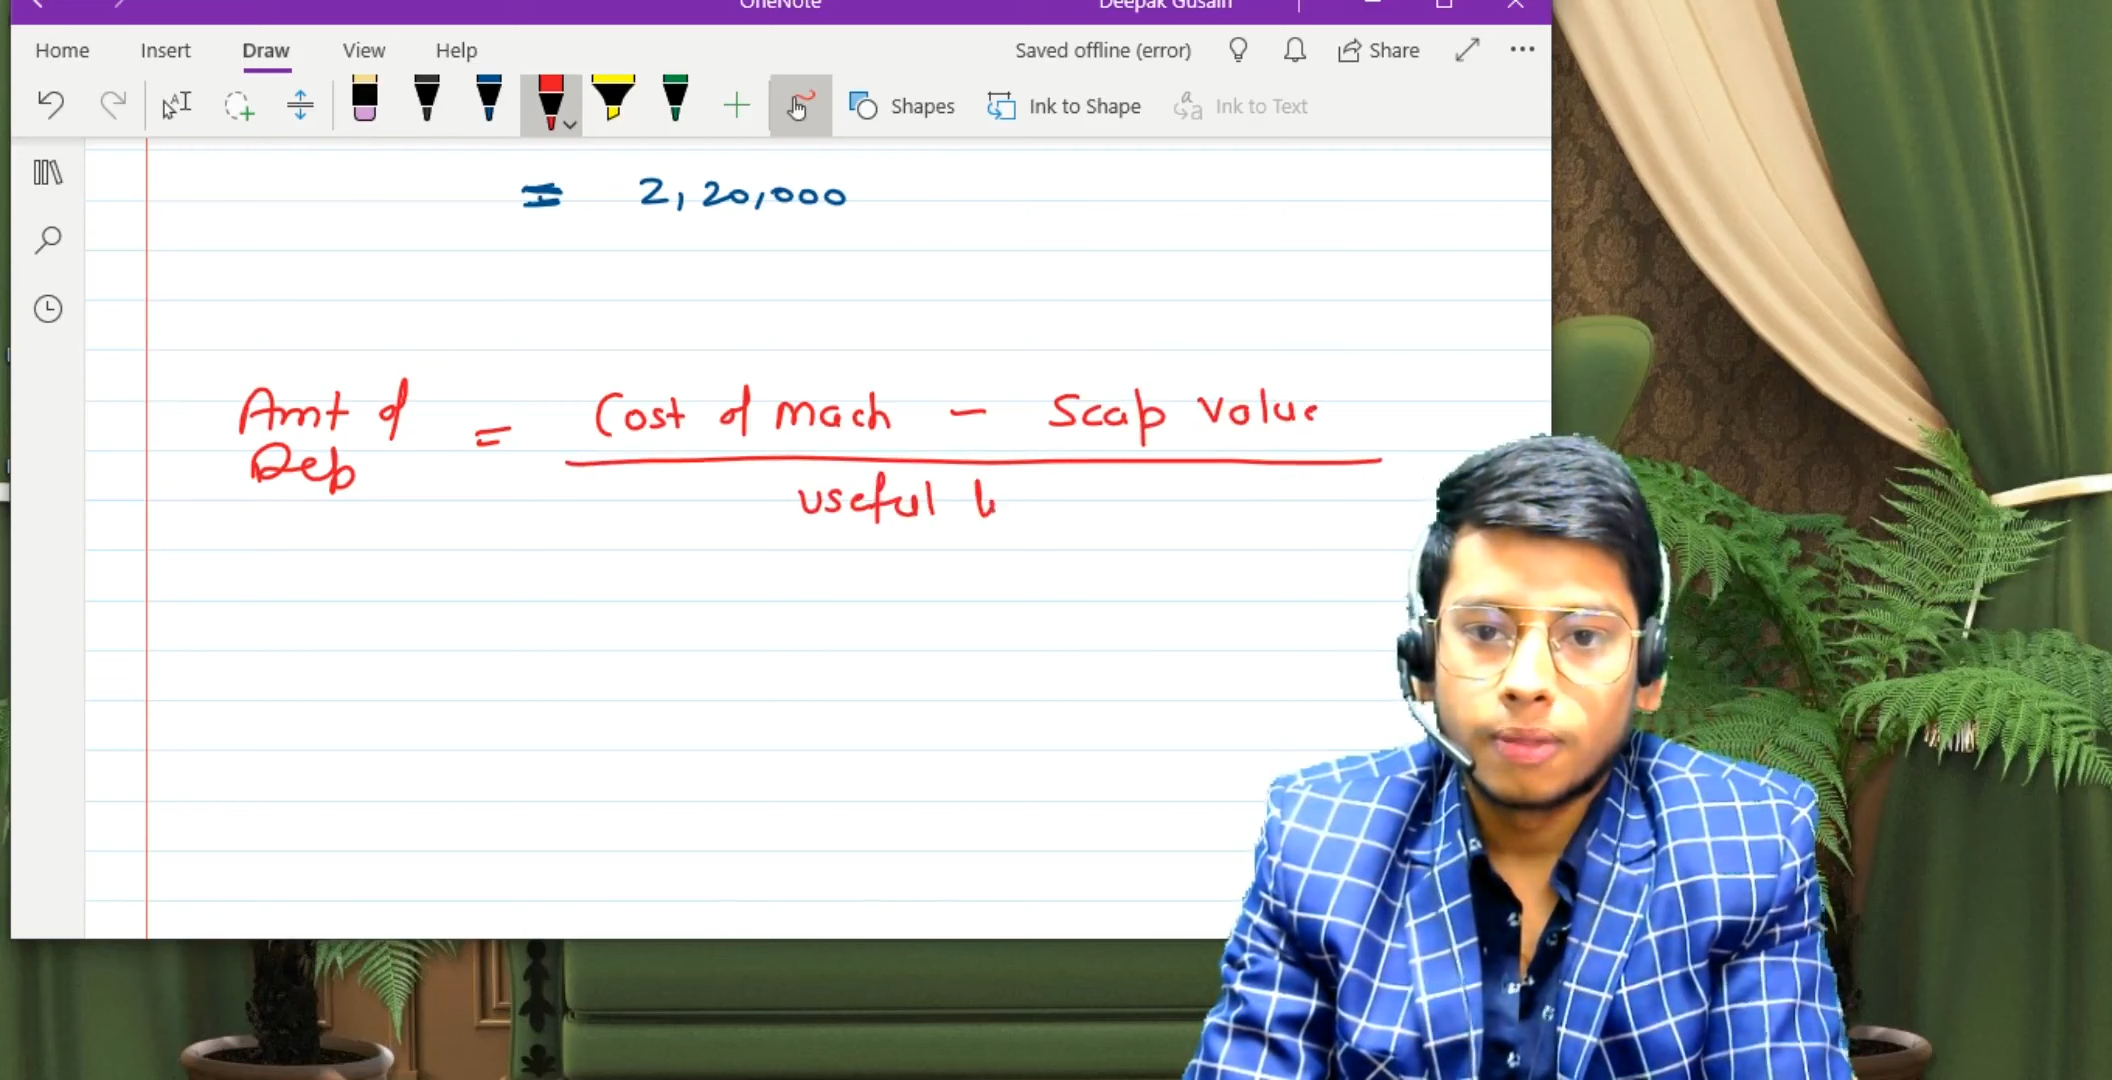 OneNote
Deepak Gusain
Home Insert Draw View Help
Saved offline (error) Share
Shapes Ink to Shape Ink to Text
= 2,20,000
Amt of Dep = Cost of Mach - Scap Value
useful